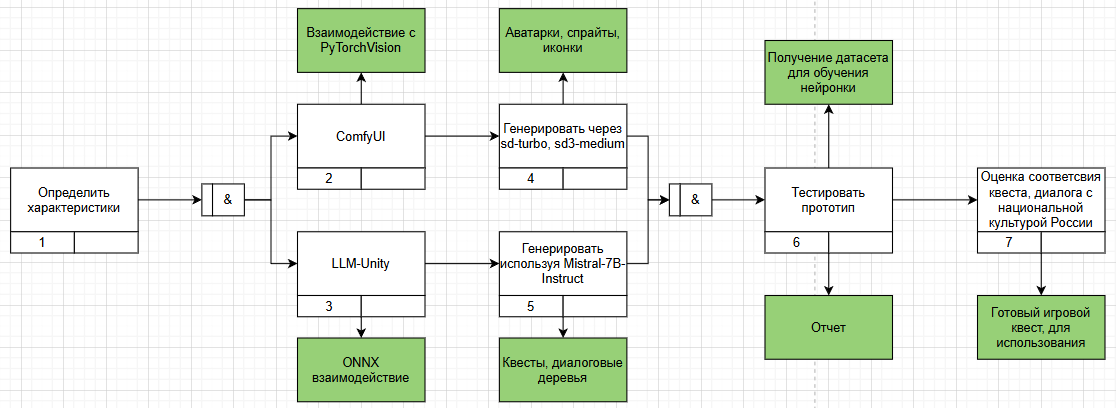 Взаимодействие с
PyTorchVision
Аватарки, спрайты,
иконки
Получение датасета
для обучения
нейронки
ComfyUI
2
Генерировать через
sd-turbo, sd3-medium
4
Определить
характеристики
1
&
&
Тестировать
прототип
6
Оценка соответсвия
квеста, диалога с
национальной
культурой России
7
LLM-Unity
3
Генерировать
используя Mistral-7B-
Instruct
5
ONNX
взаимодействие
Квесты, диалоговые
деревья
Отчет
Готовый игровой
квест, для
использования